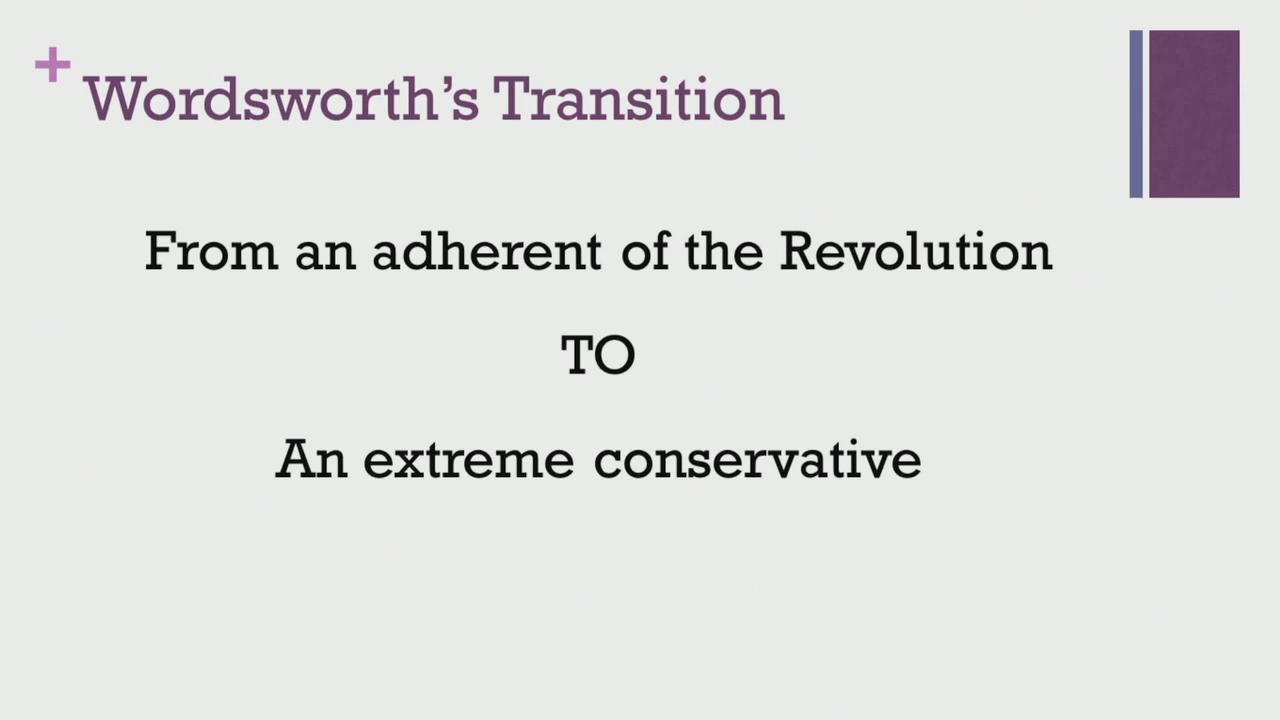 +
Wordsworth’s Transition
From an adherent of the Revolution
TO
An extreme conservative